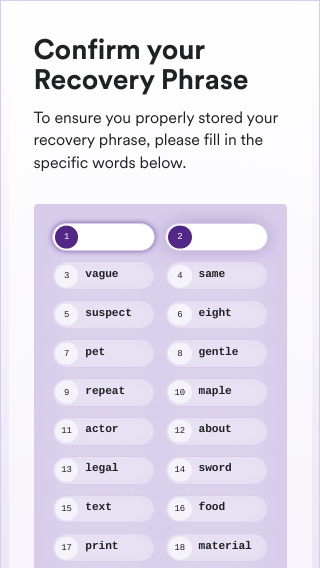 Confirm your
Recovery Phrase
To ensure you properly stored your
recovery phrase, please fill in the
specific words below.
1 2
3 vague 4 same
5 suspect 6 eight
7 pet 8 gentle
9 repeat 10 maple
11 actor 12 about
13 legal 14 sword
15 text 16 food
17 print 18 material